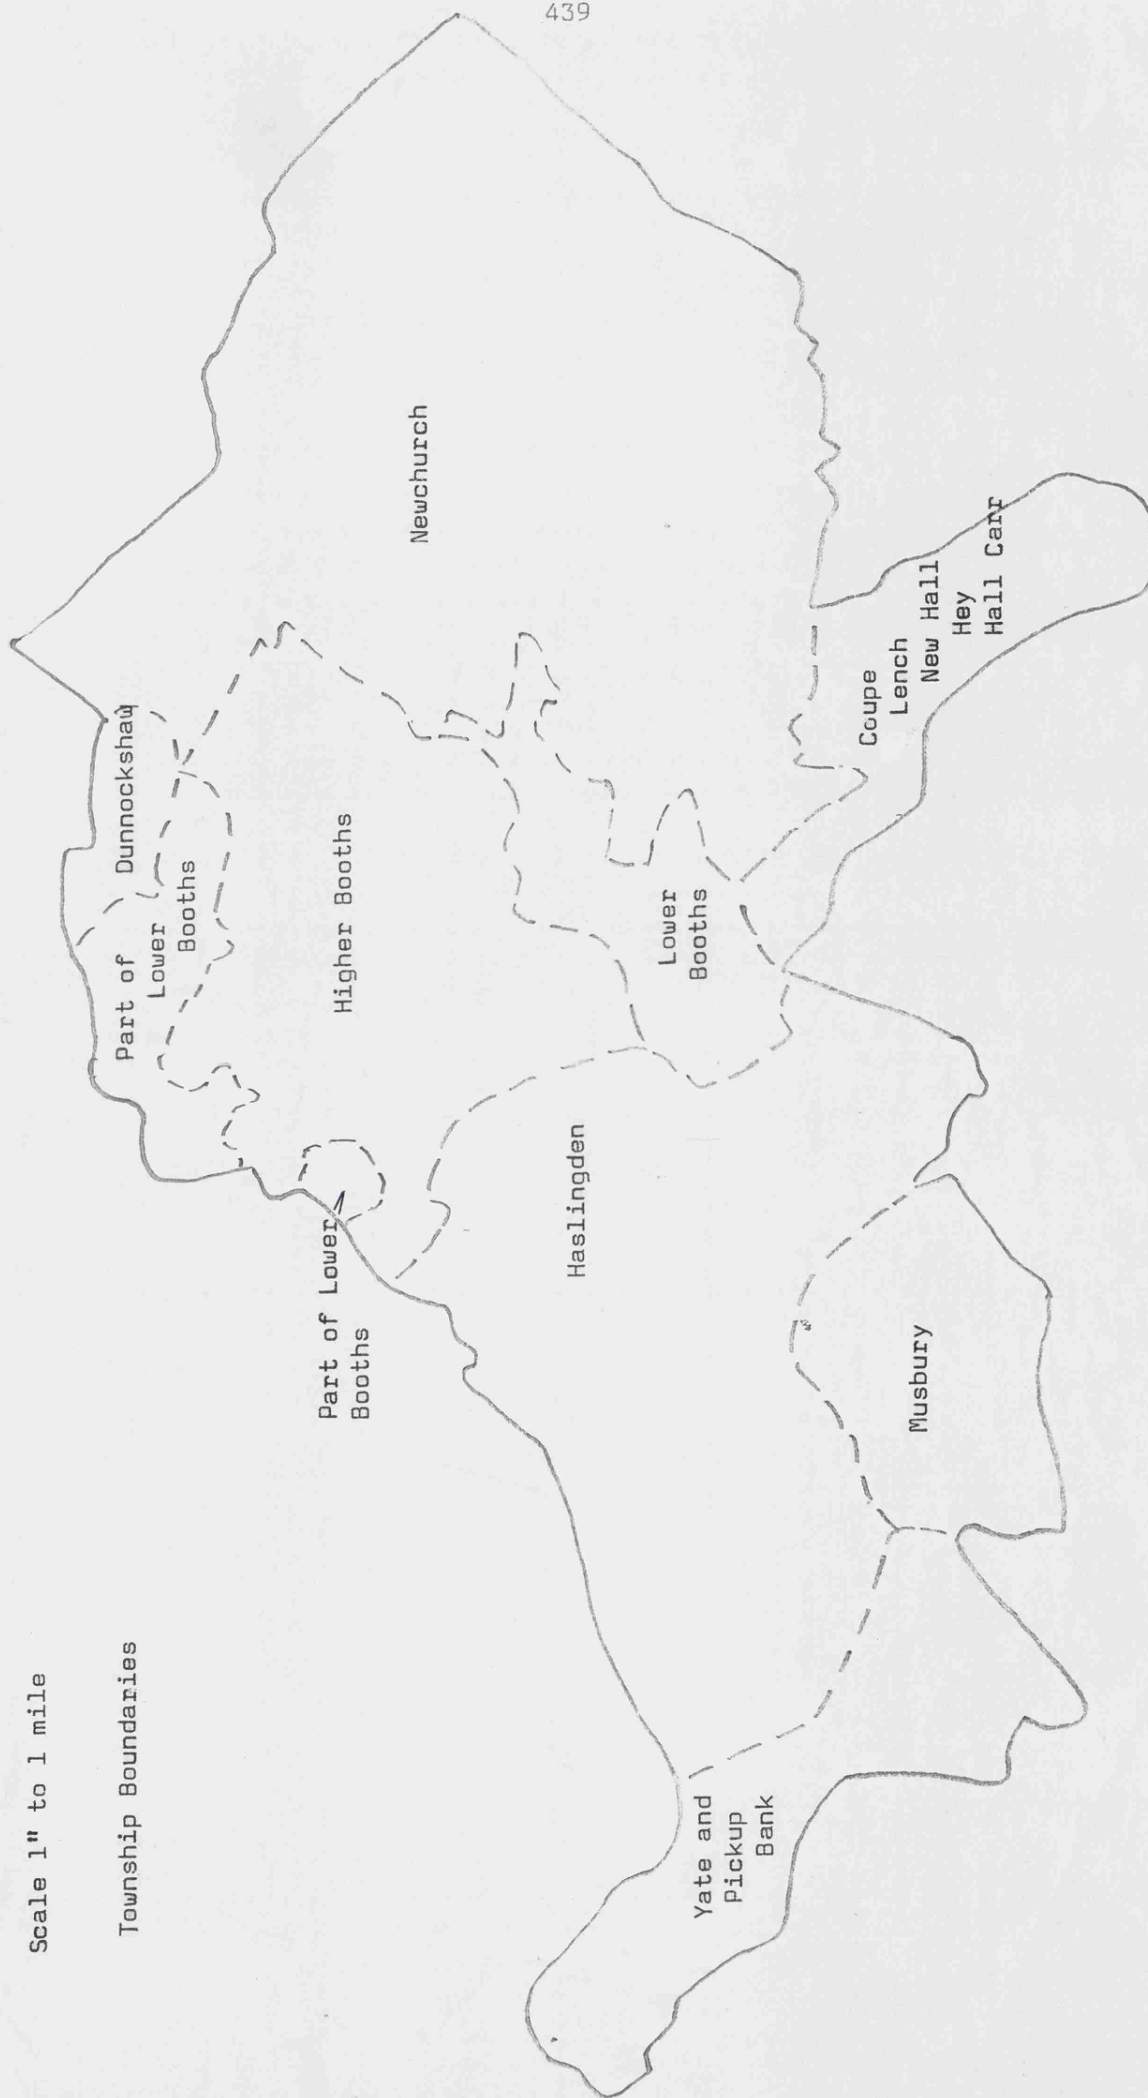 439
Scale 1" to 1 mile
Township Boundaries
Part of
Lower
Booths
Dunnockshaw
Part of Lower
Booths
Higher Booths
Newchurch
Haslingden
Lower
Booths
Yate and
Pickup
Bank
Musbury
Coupe
Lench
New Hall
Hey
Hall Carr